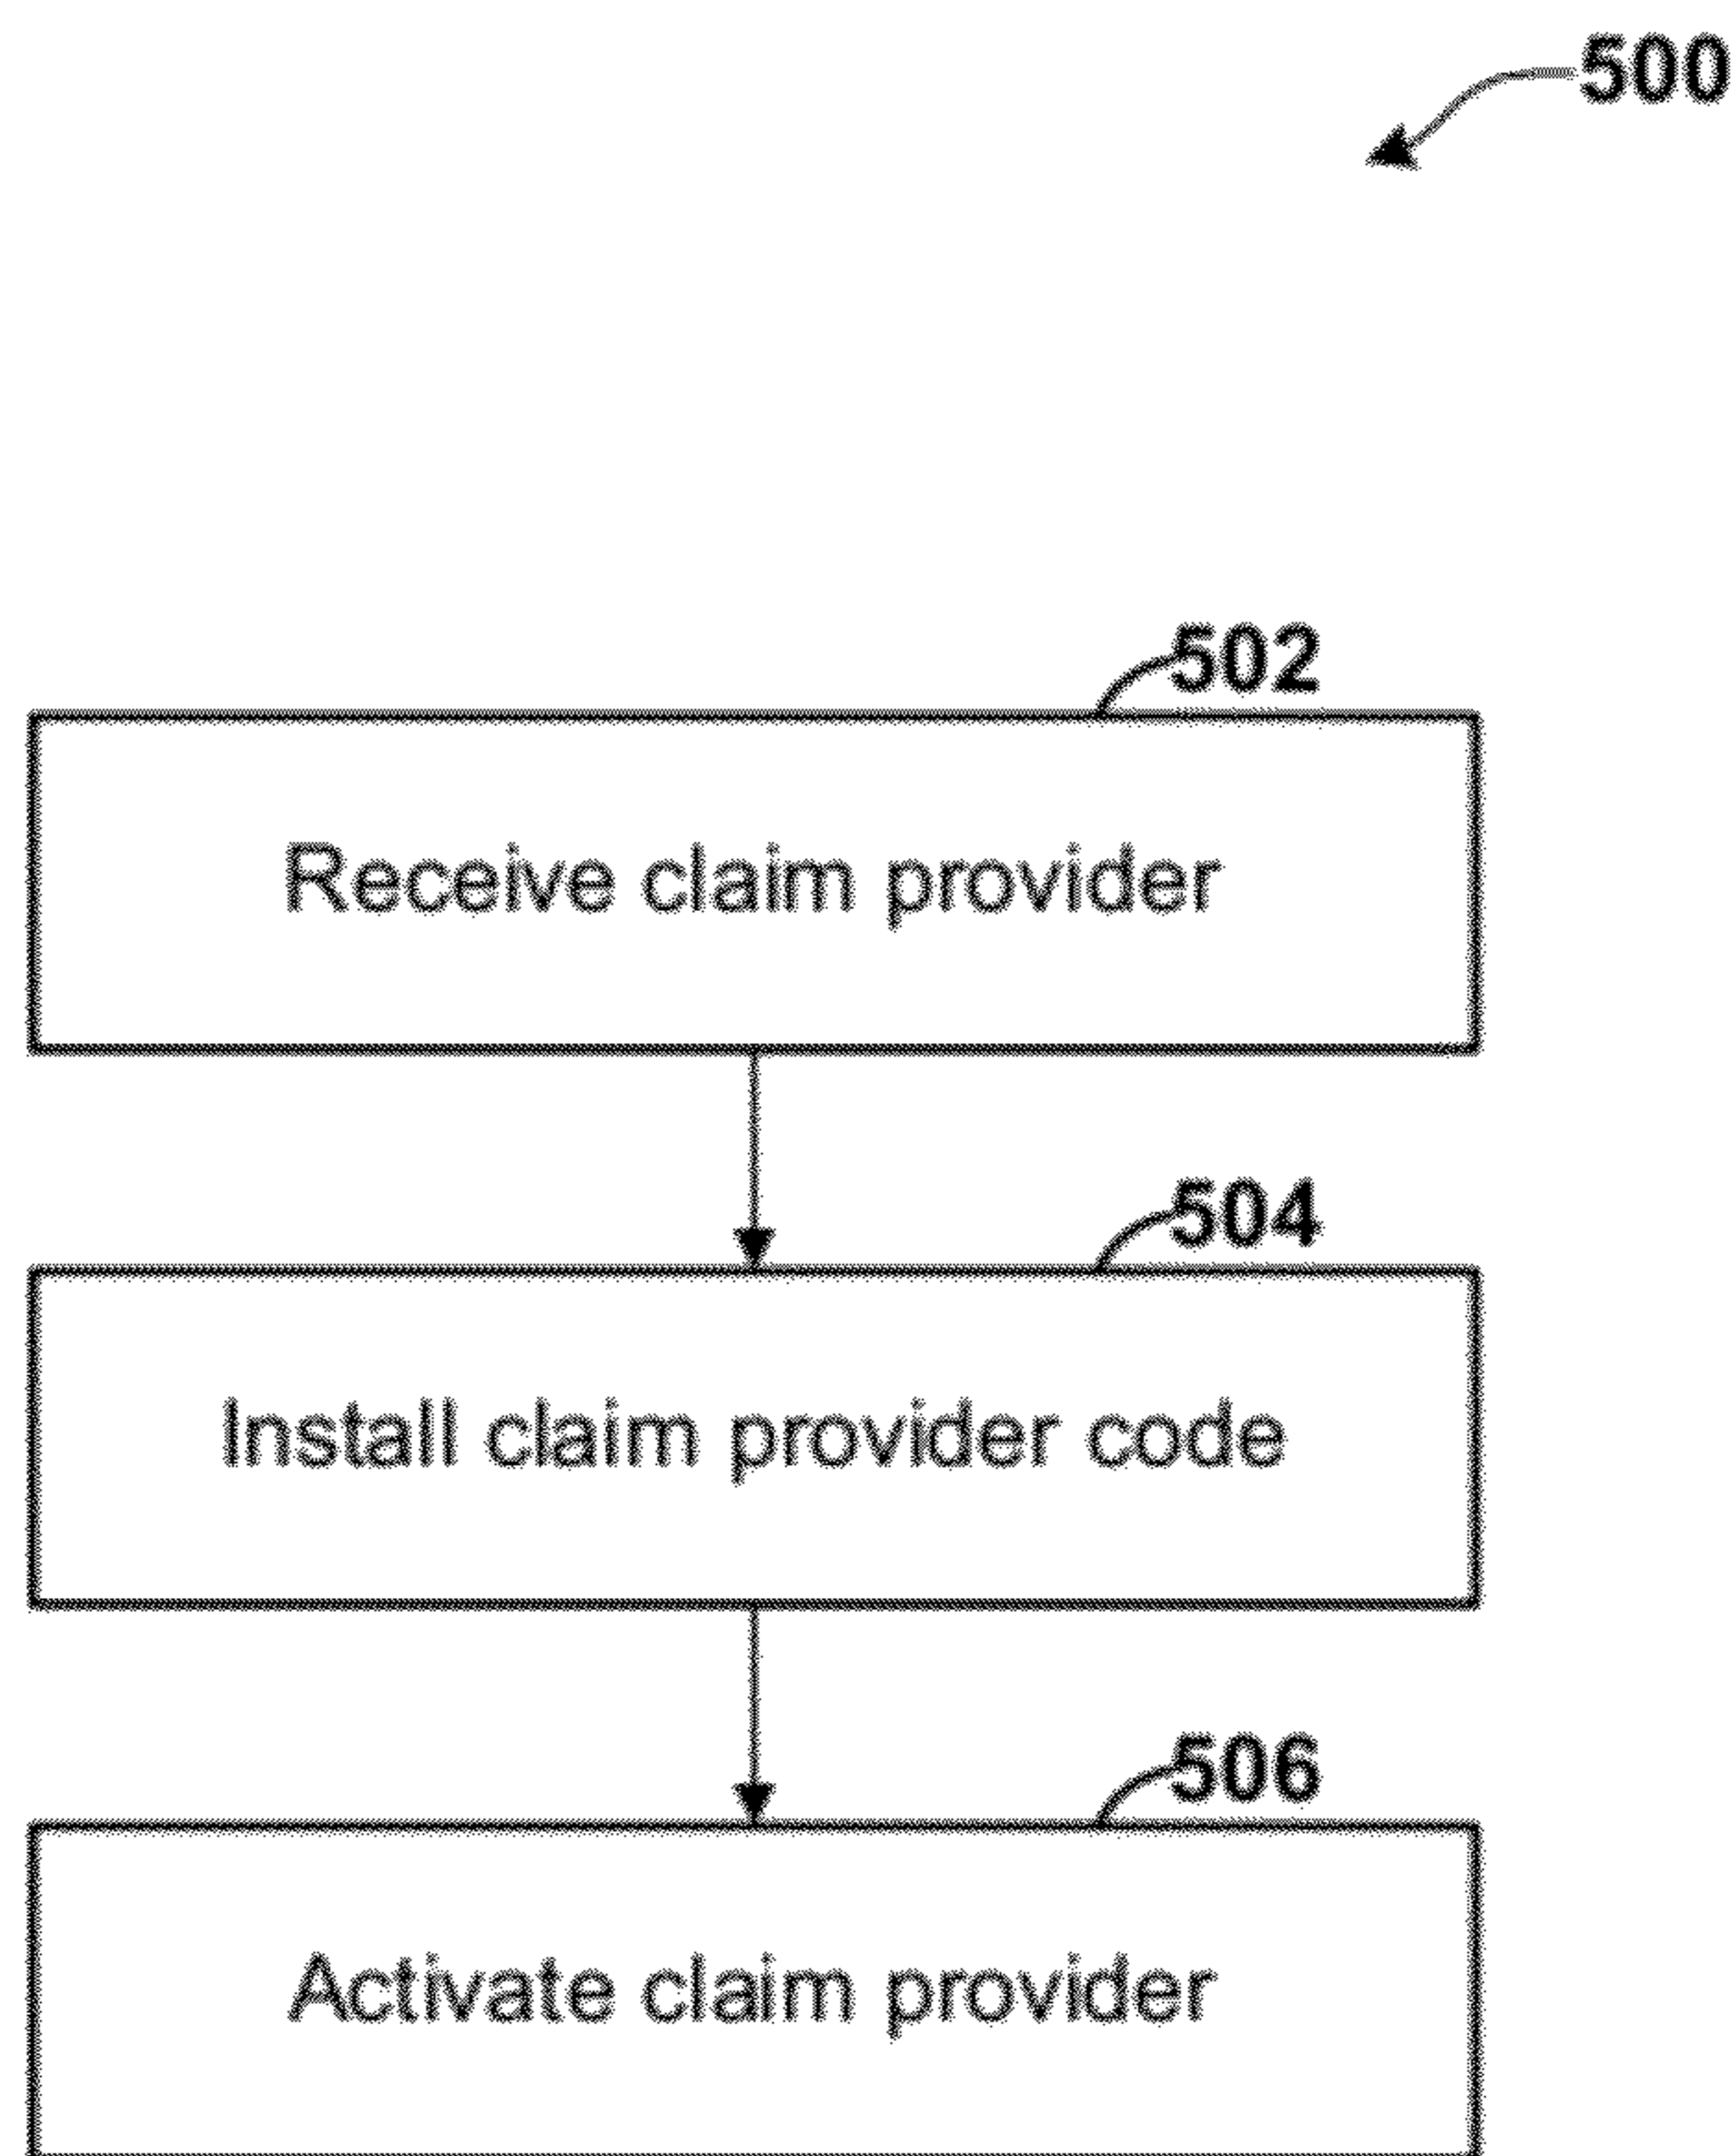 500
502
Receive claim provider
504
Install claim provider code
506
Activate claim provider